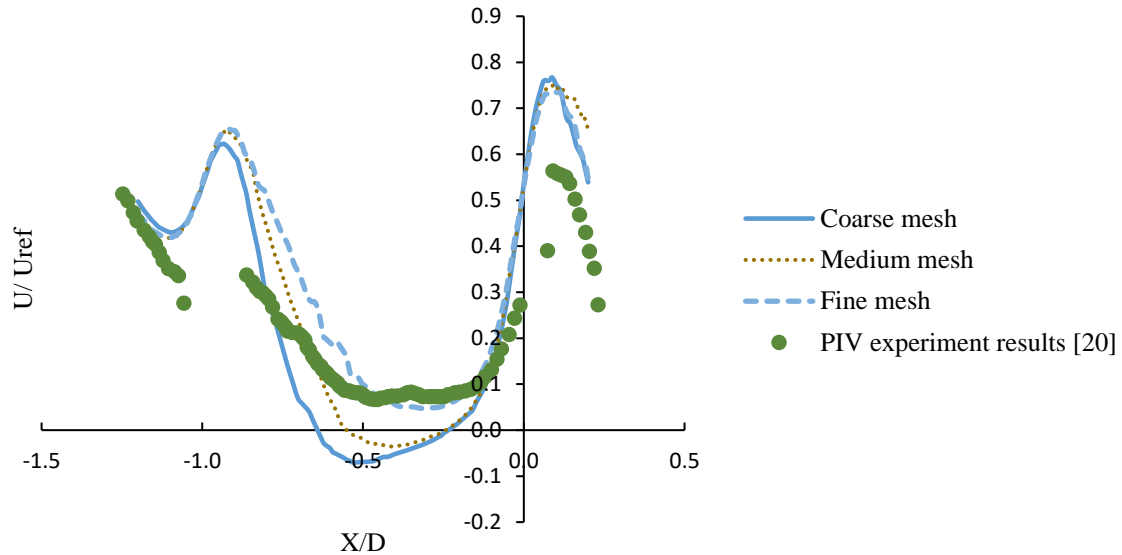 0.9
0.8
0.7
0.6
0.5
0.4
0.3
0.2
0.1
0.0
-0.1
-0.2
-1.5
-1.0
-0.5
0.0
0.5
U/ Uref
X/D
Coarse mesh
Medium mesh
Fine mesh
PIV experiment results [20]